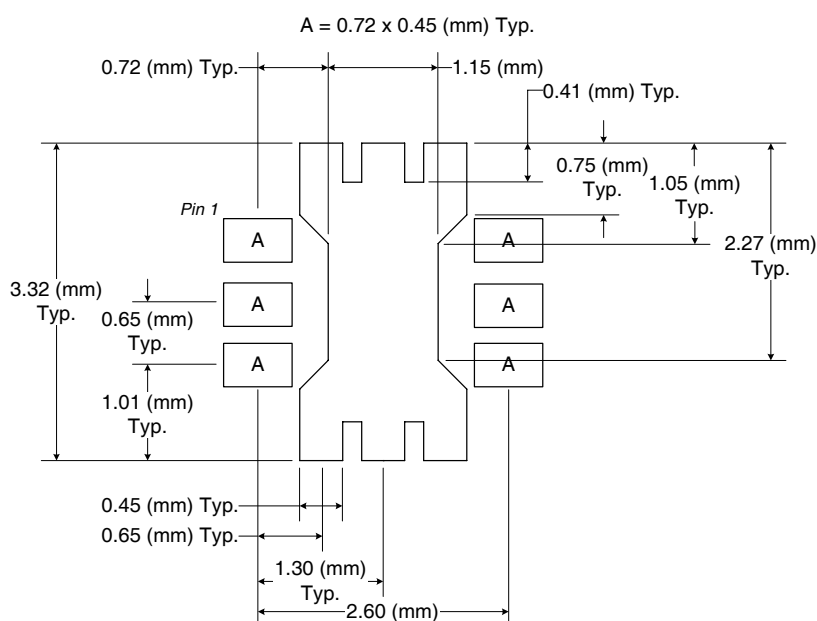 A = 0.72 x 0.45 (mm) Typ.
0.72 (mm) Typ.
1.15 (mm)
0.41 (mm) Typ.
0.75 (mm)
Typ.
1.05 (mm)
Typ.
Pin 1
A
A
2.27 (mm)
Typ.
3.32 (mm)
Typ.
A
A
0.65 (mm)
Typ.
A
A
1.01 (mm)
Typ.
0.45 (mm) Typ.
0.65 (mm) Typ.
1.30 (mm)
Typ.
2.60 (mm)